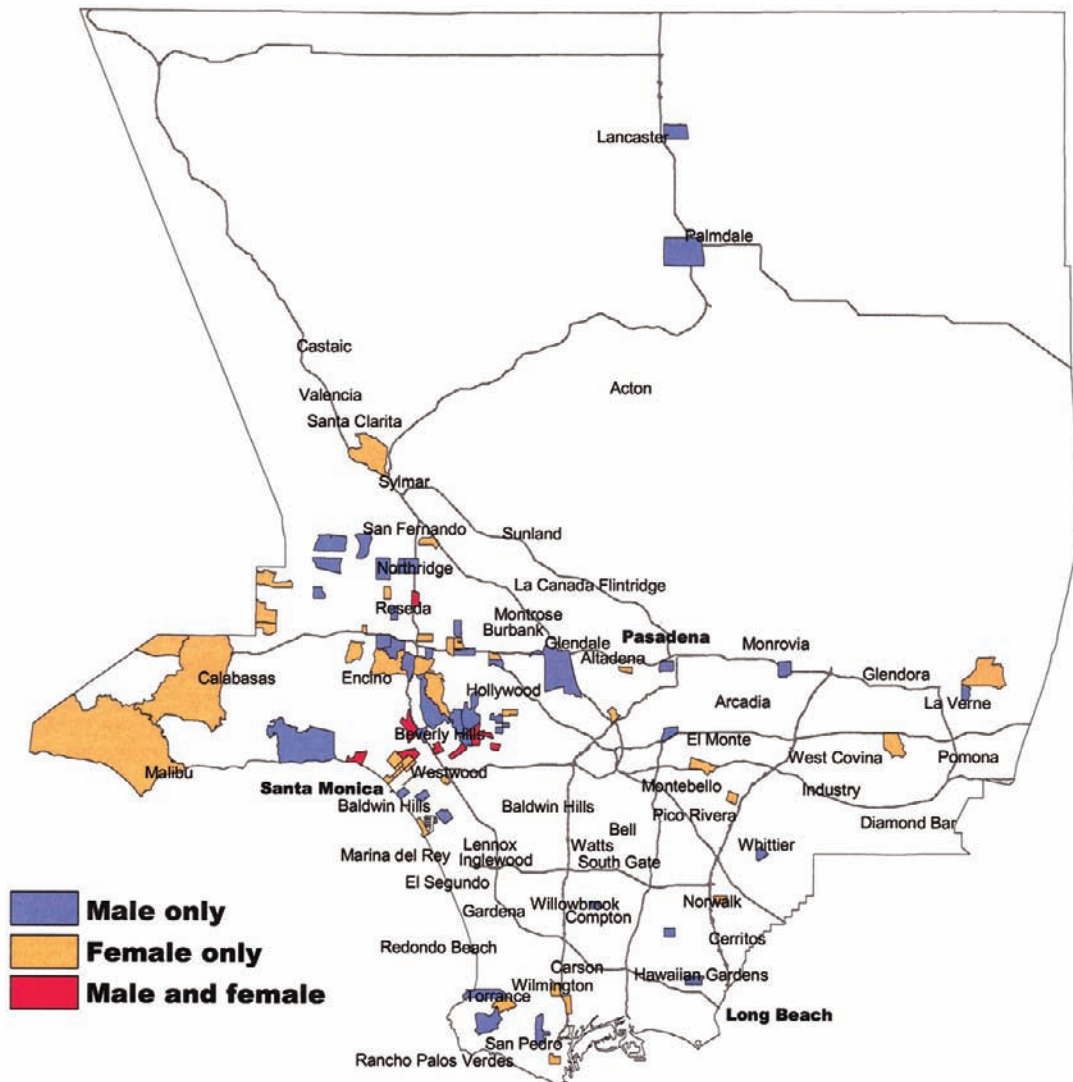 Lancaster
Palmdale
Castaic
Acton
Valencia
Santa Clarita
Sylmar
San Fernando
Sunland
Northridge
La Canada Flintridge
Reseda
Montrose
Burbank
Glendale
Pasadena
Monrovia
Altadena
Glendora
Calabasas
Encino
Hollywood
Arcadia
La Verne
Beverly Hills
El Monte
West Covina
Pomona
Malibu
Westwood
Santa Monica
Montebello
Industry
Baldwin Hills
Baldwin Hills
Pico Rivera
Diamond Bar
Bell
Lennox
Watts
Whittier
Marina del Rey
Inglewood
South Gate
El Segundo
Male only
Gardena
Willowbrook
Compton
Norwalk
Female only
Redondo Beach
Cerritos
Carson
Hawaiian Gardens
Male and female
Wilmington
Torrance
Long Beach
San Pedro
Rancho Palos Verdes